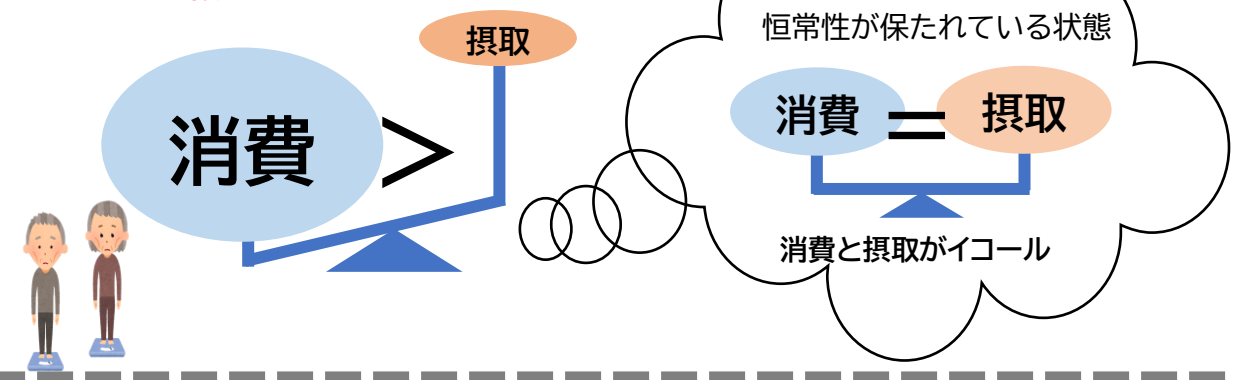 消費 > 摂取
恒常性が保たれている状態
消費 = 摂取
消費と摂取がイコール